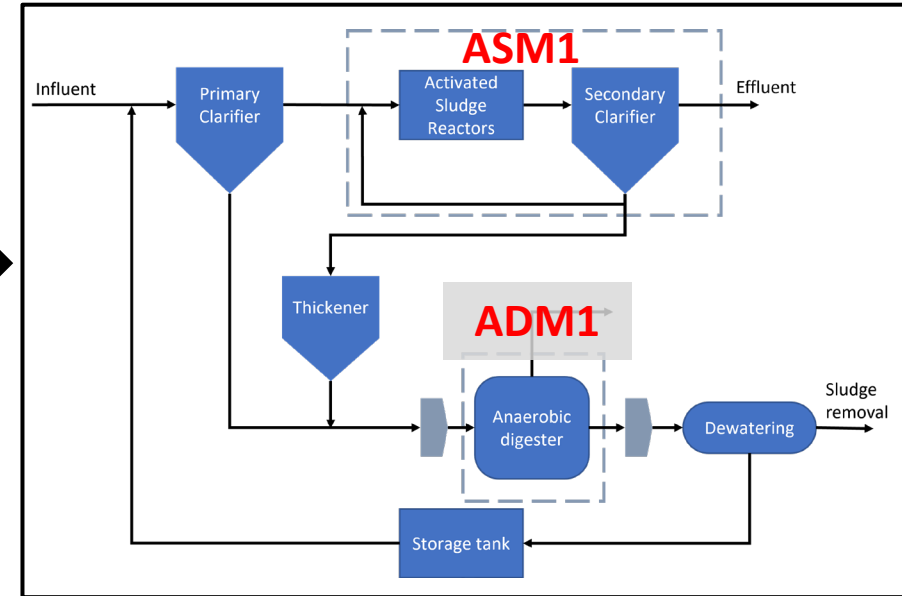 ASM1
Influent
Primary
Clarifier
Activated
Sludge
Reactors
Secondary
Clarifier
Effluent
Thickener
ADM1
Anaerobic
digester
Dewatering
Sludge
removal
Storage tank